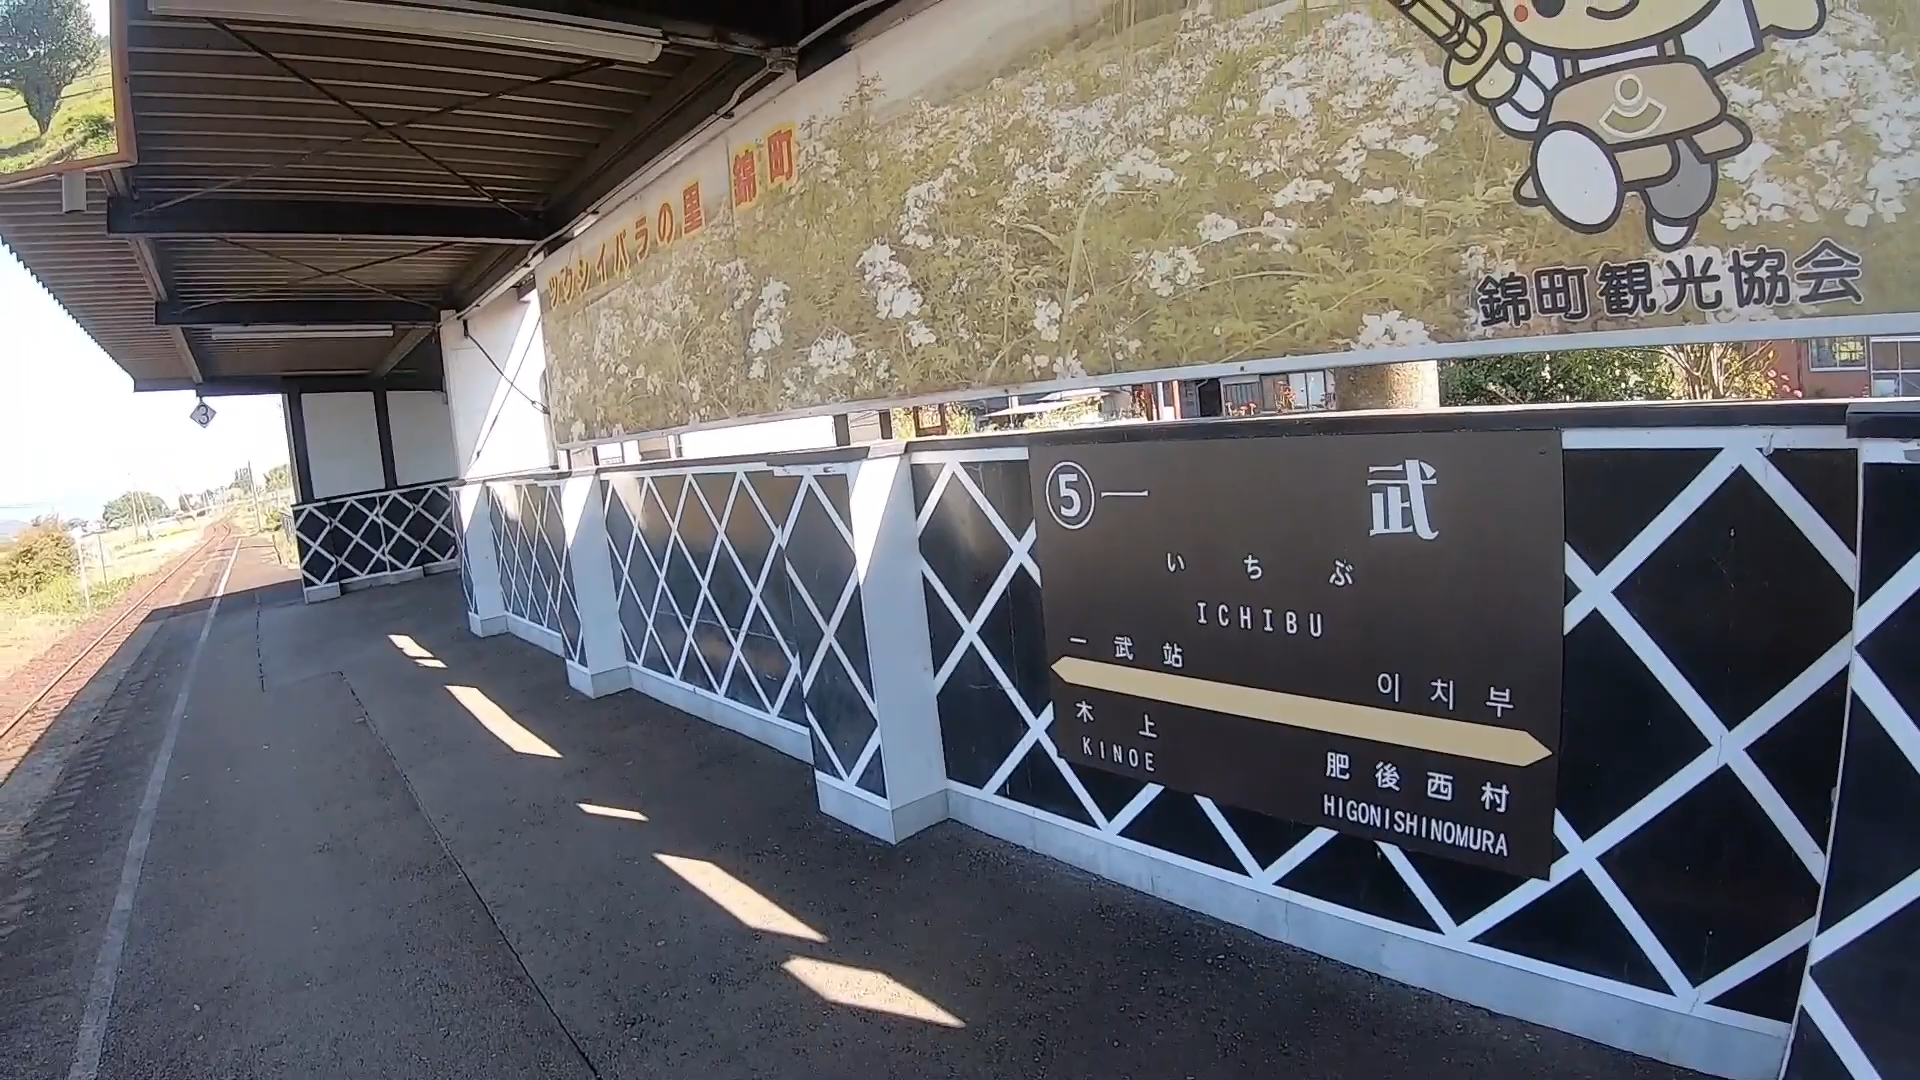 ツクシイバラの里 錦町
錦町観光協会
3
⑤一 武
いちぶ
ICHIBU
一武站
이치부
木上
KINOE
肥後西村
HIGONISHINOMURA